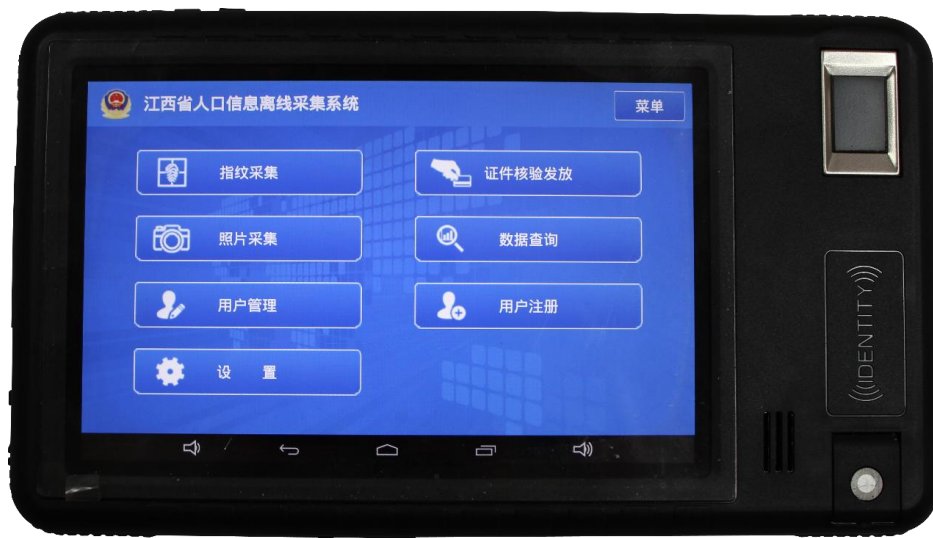 江西省人口信息离线采集系统
菜单
指纹采集
证件核验发放
照片采集
数据查询
用户管理
用户注册
设 置
IDENTITY